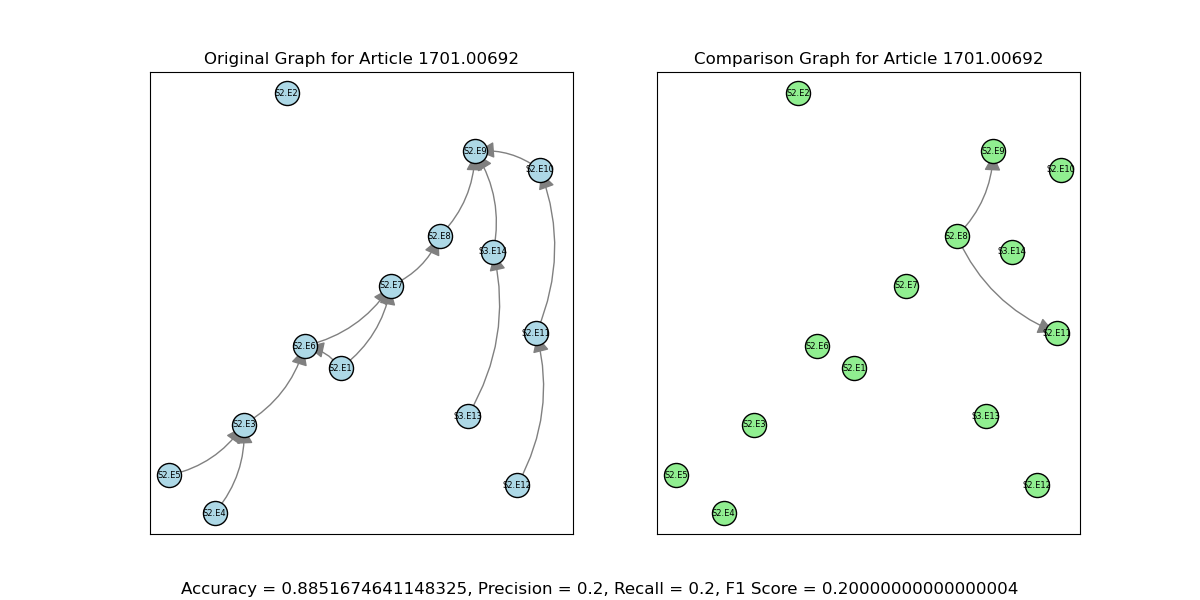 Original Graph for Article 1701.00692
Comparison Graph for Article 1701.00692
S2.E2
S2.E9
S2.E10
S2.E8
S3.E14
S2.E7
S2.E11
S2.E6
S2.E1
S3.E13
S2.E3
S2.E5
S2.E12
S2.E4
S2.E2
S2.E9
S2.E10
S2.E8
S3.E14
S2.E7
S2.E11
S2.E6
S2.E1
S3.E13
S2.E3
S2.E5
S2.E12
S2.E4
Accuracy = 0.8851674641148325, Precision = 0.2, Recall = 0.2, F1 Score = 0.20000000000000004